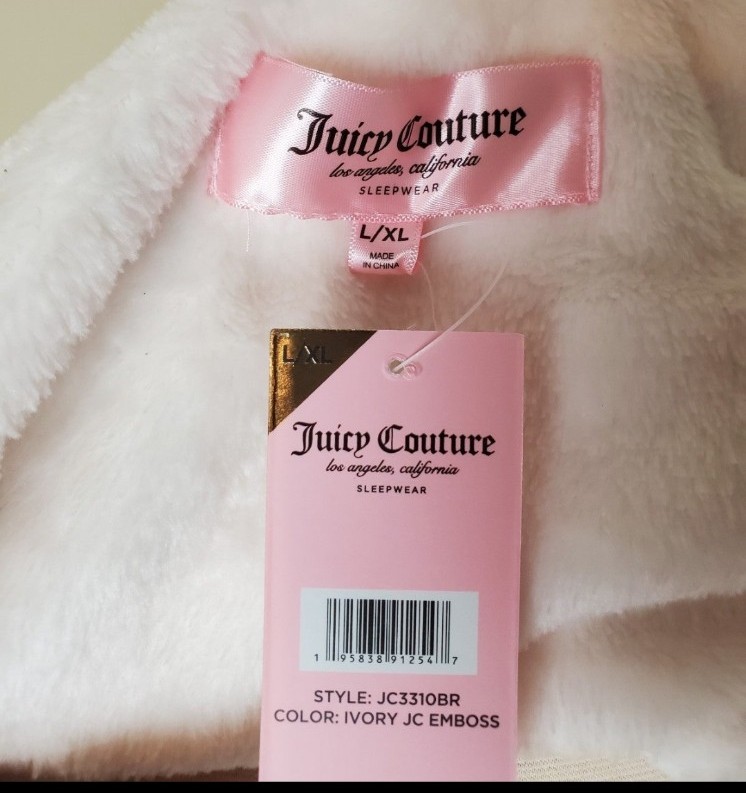 Juicy Couture
los angeles, california
SLEEPWEAR
L/XL
MADE
IN CHINA
L/XL
Juicy Couture
los angeles, california
SLEEPWEAR
1 95838 91254 7
STYLE: JC3310BR
COLOR: IVORY JC EMBOSS